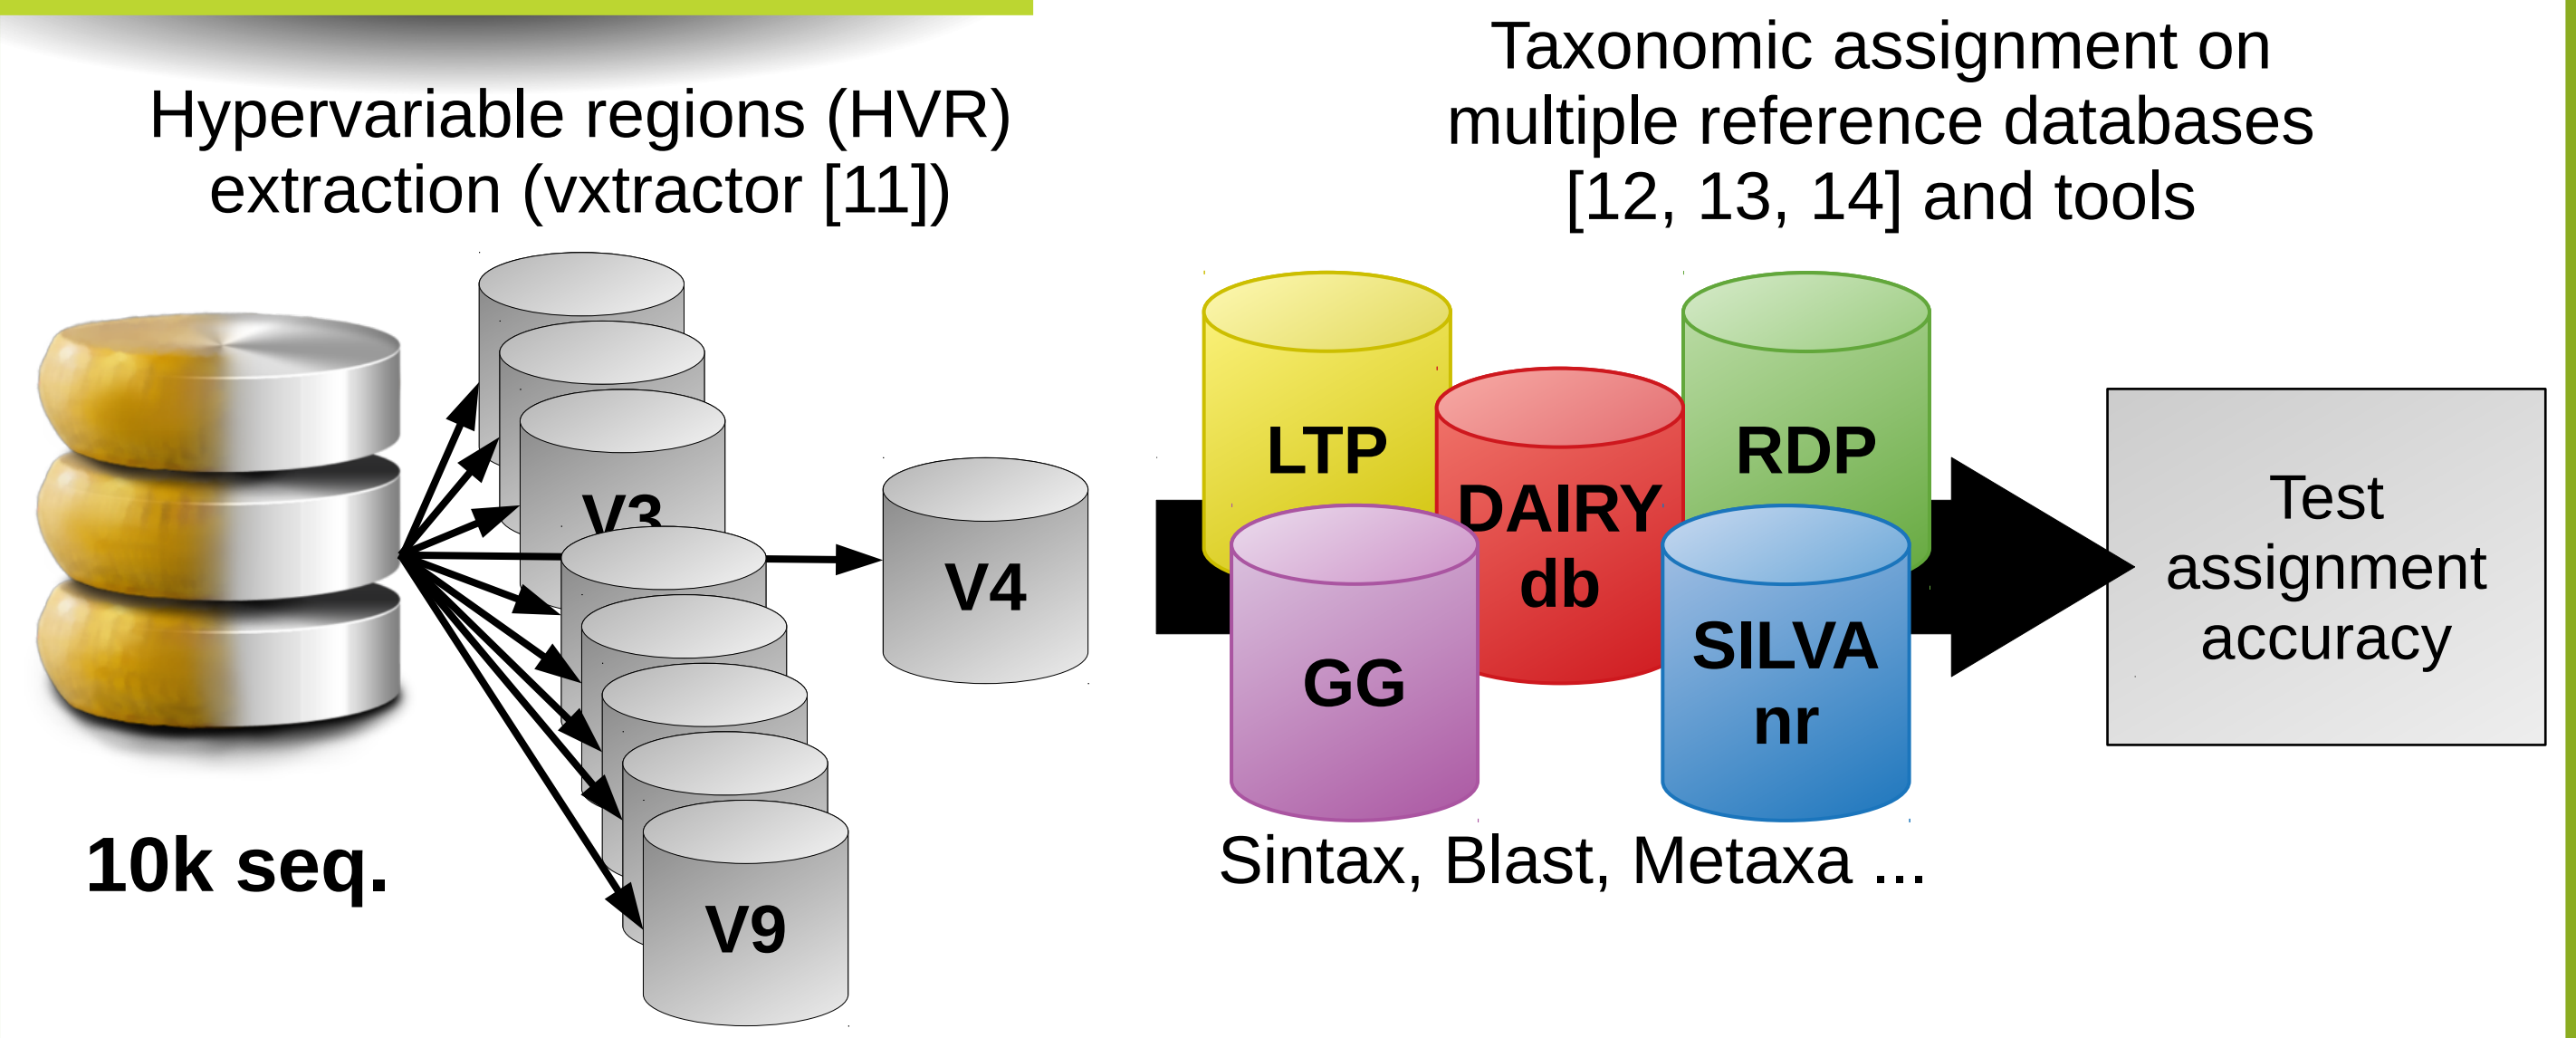 Hypervariable regions (HVR)
extraction (vxtractor [11])
10k seq.
V3
V4
V9
Taxonomic assignment on
multiple reference databases
[12, 13, 14] and tools
LTP
RDP
DAIRY
db
GG
SILVA
nr
Sintax, Blast, Metaxa ...
Test
assignment
accuracy